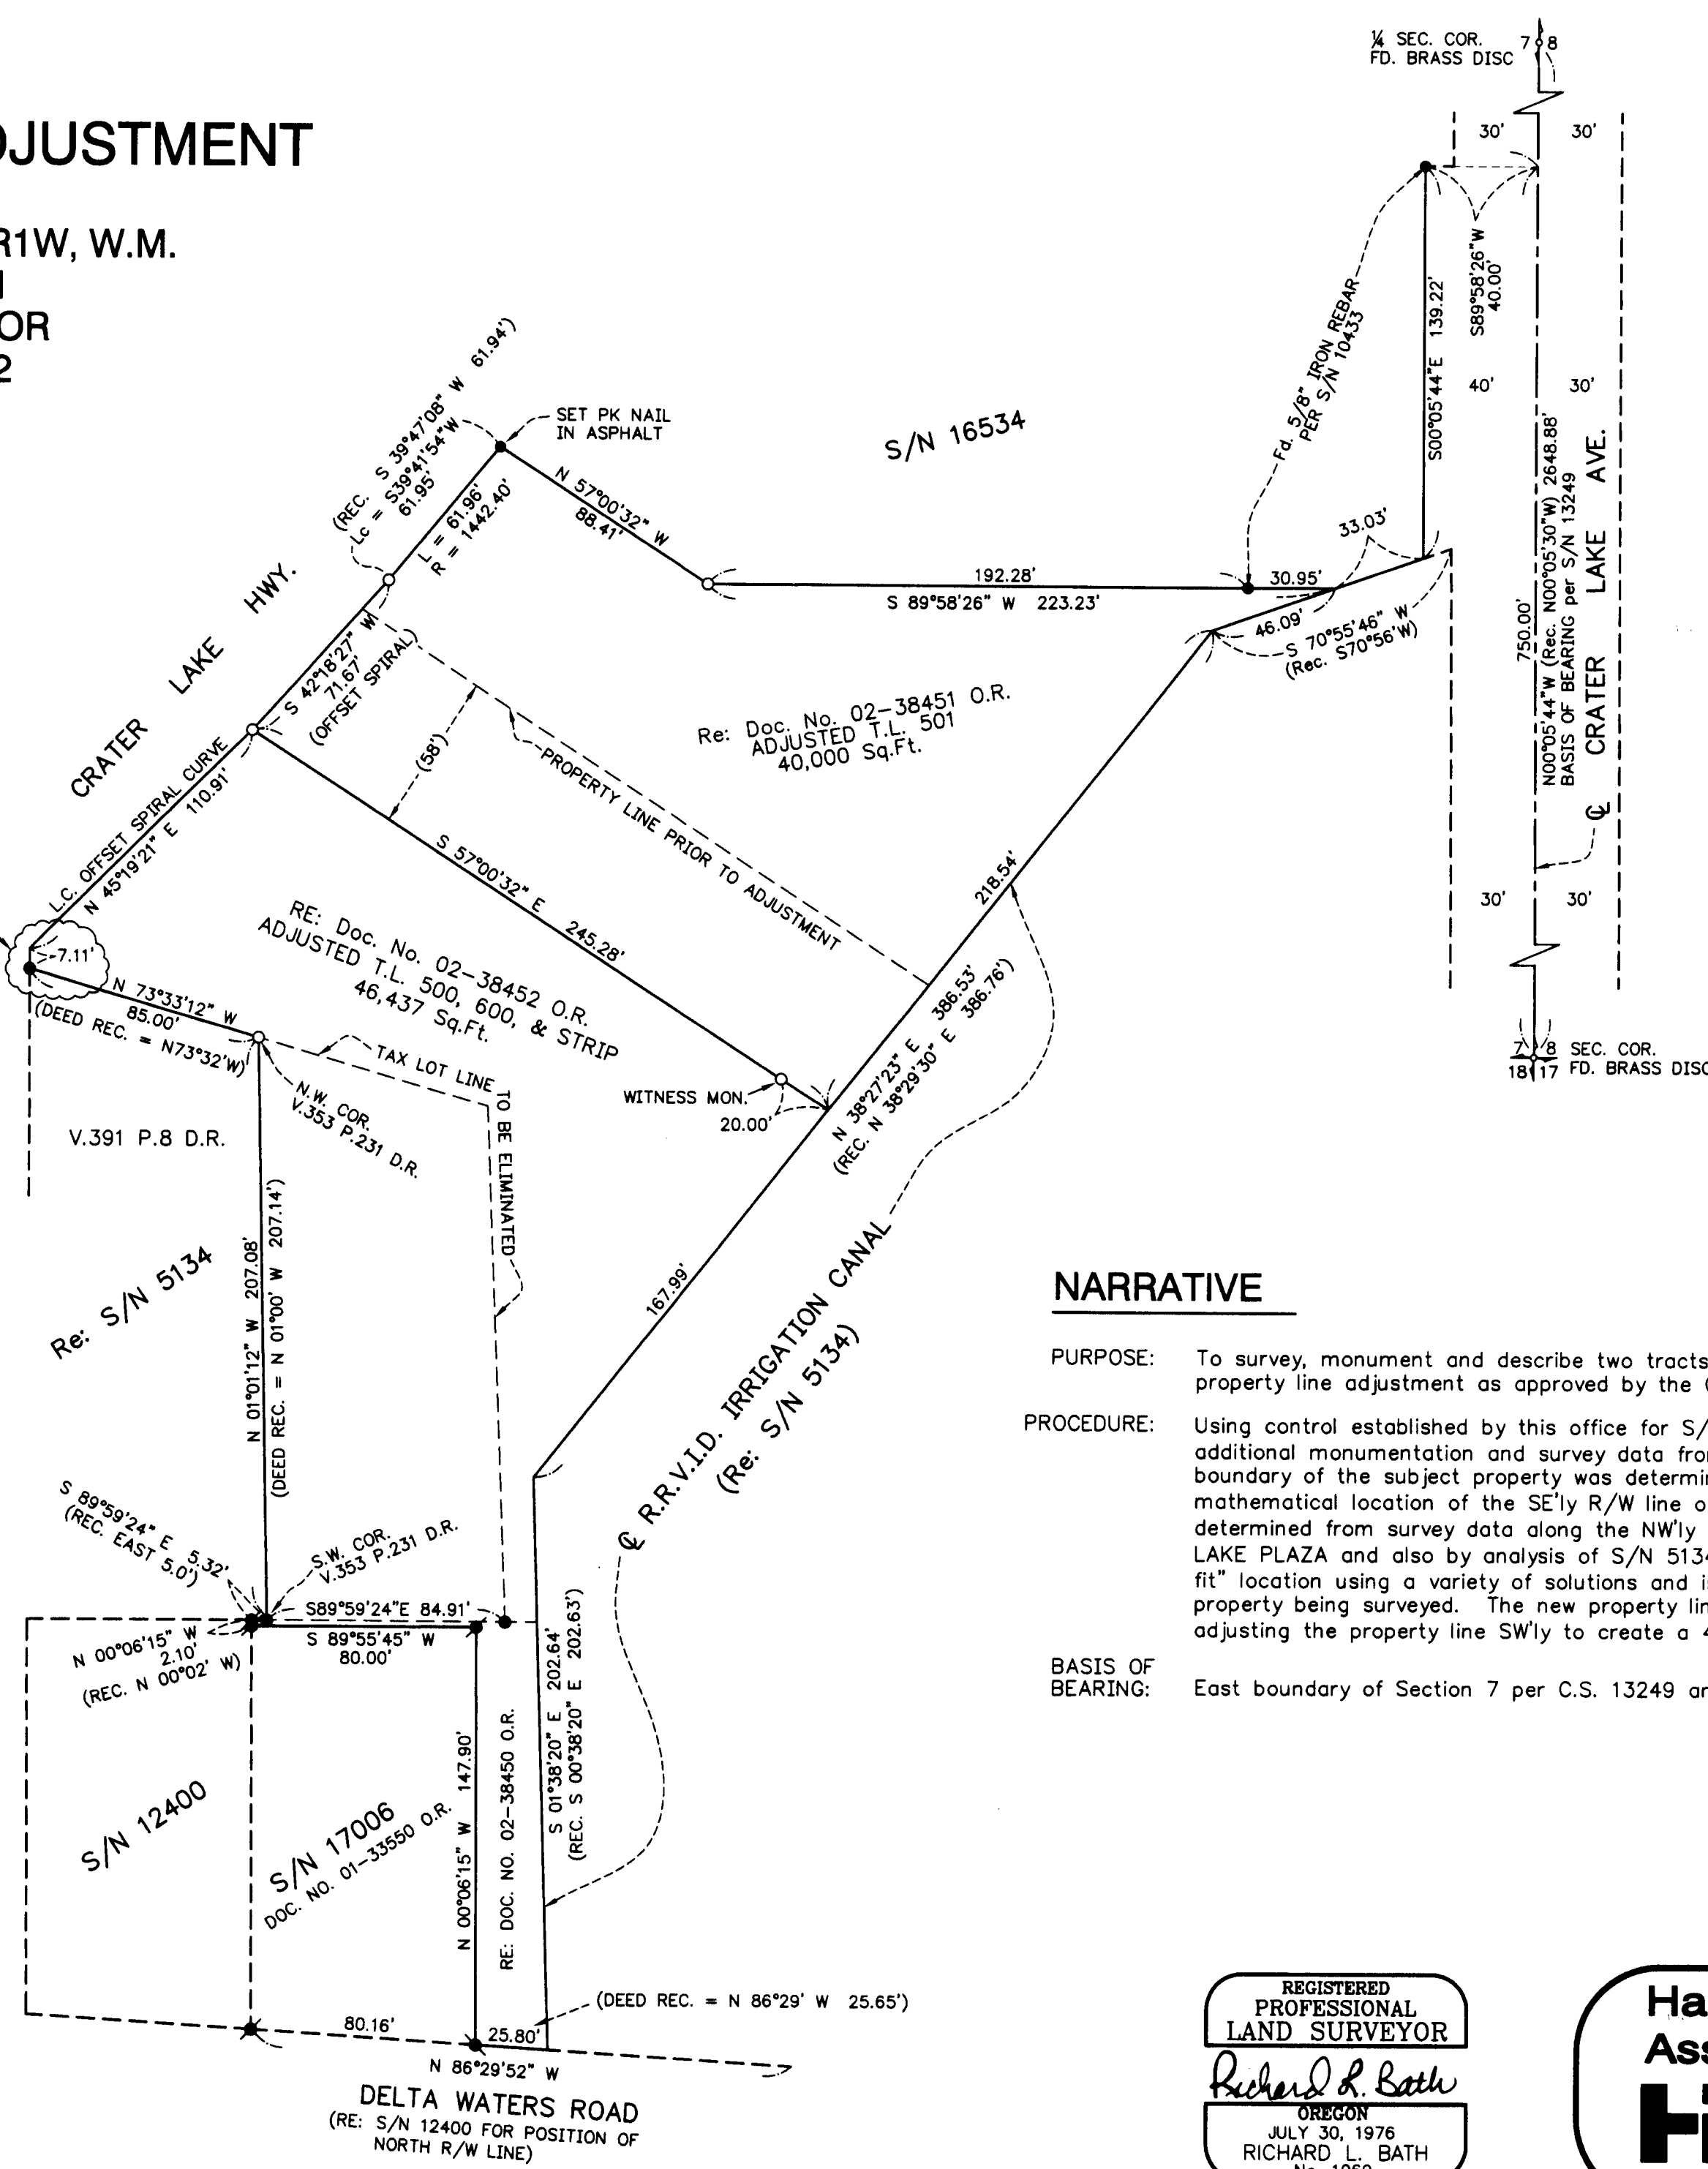 DJUSTMENT
R1W, W.M.
OR
2
¼ SEC. COR.
FD. BRASS DISC
7 8
30' 30'
S89°58'26"W
40.00'
S00°05'44"E 139.22'
40' 30'
Fd. 5/8" IRON REBAR
PER S/N 10433
750.00'
N00°05'44"W (Rec. N00°05'30"W) 2648.88'
BASIS OF BEARING per S/N 13249
℄ CRATER LAKE AVE.
30' 30'
7 8 SEC. COR.
18 17 FD. BRASS DISC
(REC. S 39°47'08" W 61.94')
Lc = S39°41'54"W
61.95'
L = 61.96'
R = 1442.40'
SET PK NAIL
IN ASPHALT
N 57°00'32" W
88.41'
S/N 16534
192.28'
30.95'
S 89°58'26" W 223.23'
33.03'
46.09'
S 70°55'46" W
(Rec. S70°56'W)
CRATER LAKE HWY.
S 42°18'27" W
71.67'
(OFFSET SPIRAL)
(58')
PROPERTY LINE PRIOR TO ADJUSTMENT
Re: Doc. No. 02-38451 O.R.
ADJUSTED T.L. 501
40,000 Sq.Ft.
L.C. OFFSET SPIRAL CURVE
N 45°19'21" E 110.91'
7.11'
S 57°00'32" E 245.28'
218.54'
RE: Doc. No. 02-38452 O.R.
ADJUSTED T.L. 500, 600, & STRIP
46,437 Sq.Ft.
N 73°33'12" W
85.00'
(DEED REC. = N73°32'W)
TAX LOT LINE
TO BE ELIMINATED
N.W. COR.
V.353 P.231 D.R.
WITNESS MON.
20.00'
N 38°27'23" E 386.53'
(REC. N 38°29'30" E 386.76')
V.391 P.8 D.R.
N 01°01'12" W 207.08'
(DEED REC. = N 01°00' W 207.14')
Re: S/N 5134
167.99'
℄ R.R.V.I.D. IRRIGATION CANAL
(Re: S/N 5134)
S 89°59'24" E 5.32'
(REC. EAST 5.0')
S.W. COR.
V.353 P.231 D.R.
S89°59'24"E 84.91'
S 89°55'45" W
80.00'
N 00°06'15" W
2.10'
(REC. N 00°02' W)
S 01°38'20" E 202.64'
(REC. S 00°38'20" E 202.63')
N 00°06'15" W 147.90'
RE: DOC. NO. 02-38450 O.R.
S/N 12400
S/N 17006
DOC. NO. 01-33550 O.R.
(DEED REC. = N 86°29' W 25.65')
80.16'
25.80'
N 86°29'52" W
DELTA WATERS ROAD
(RE: S/N 12400 FOR POSITION OF
NORTH R/W LINE)
NARRATIVE
PURPOSE: To survey, monument and describe two tracts
property line adjustment as approved by the
PROCEDURE: Using control established by this office for S/
additional monumentation and survey data from
boundary of the subject property was determin
mathematical location of the SE'ly R/W line o
determined from survey data along the NW'ly
LAKE PLAZA and also by analysis of S/N 5134
fit" location using a variety of solutions and i
property being surveyed. The new property lin
adjusting the property line SW'ly to create a 4
BASIS OF
BEARING: East boundary of Section 7 per C.S. 13249 an
REGISTERED
PROFESSIONAL
LAND SURVEYOR
Richard L. Bath
OREGON
JULY 30, 1976
RICHARD L. BATH
Ha
Ass